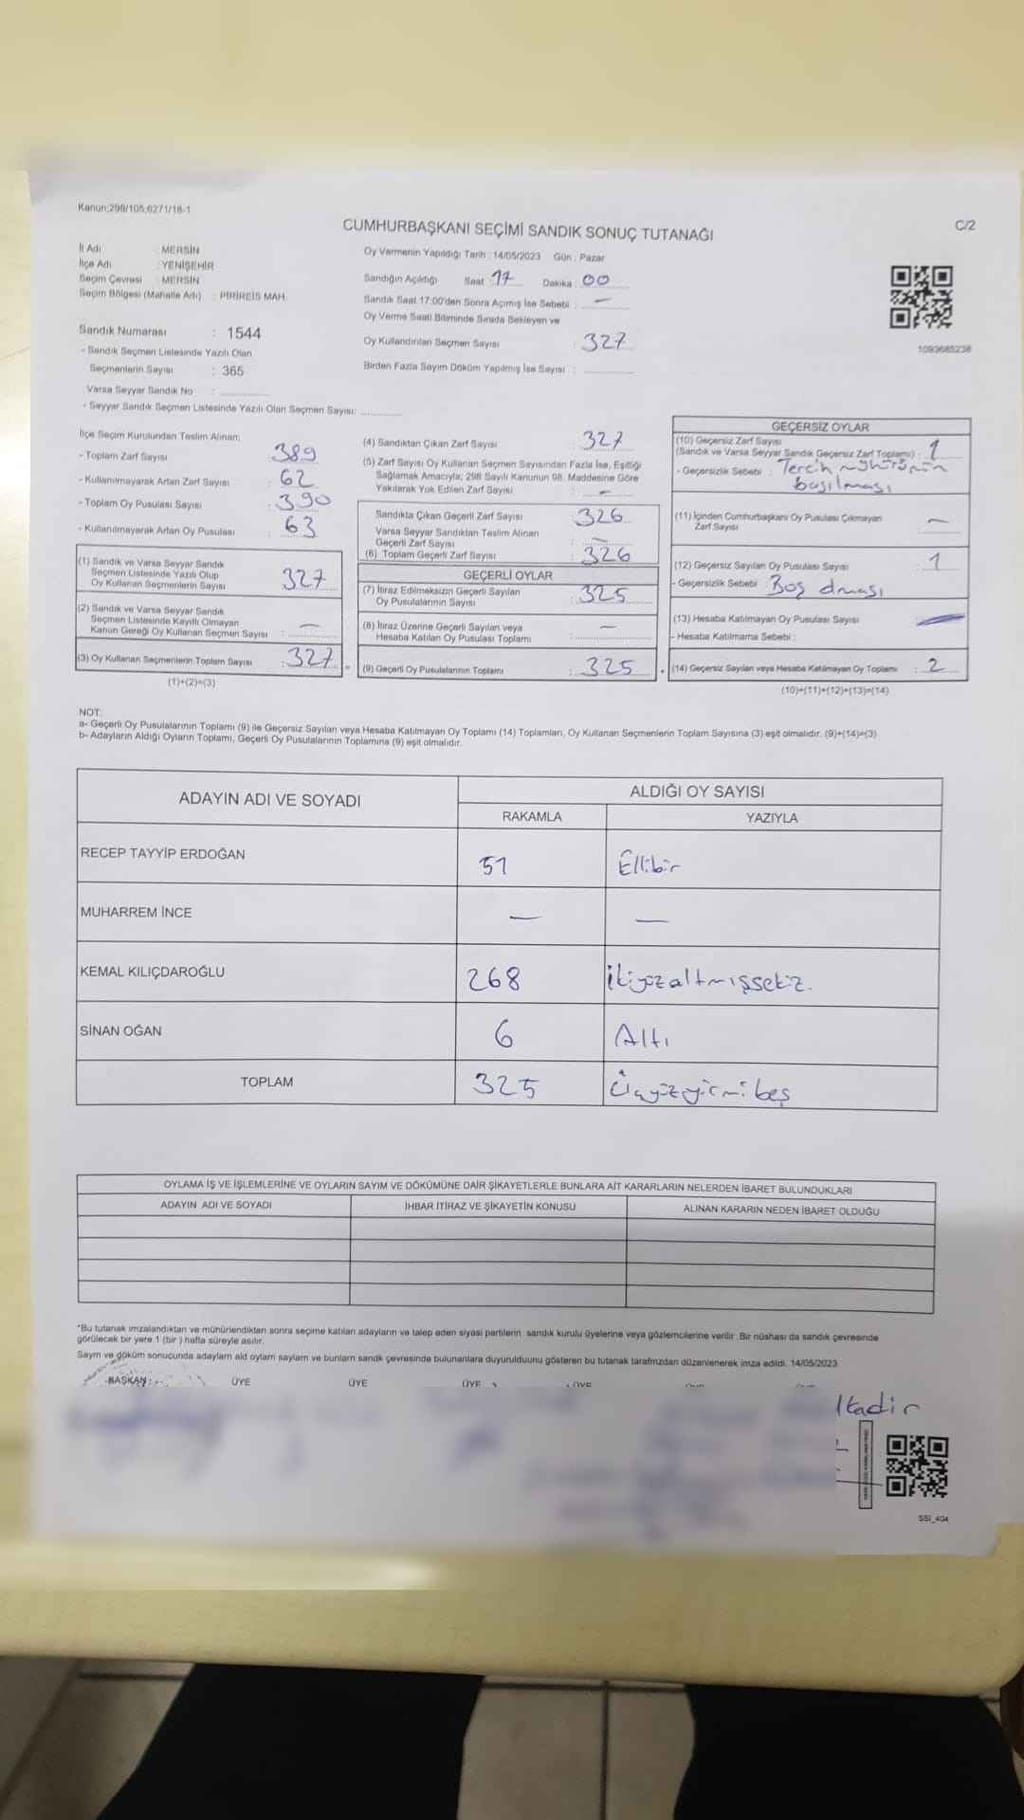 Kanun:298/105,6271/18-1
CUMHURBAŞKANI SEÇİMİ SANDIK SONUÇ TUTANAĞI
C/2
İl Adı : MERSİN
İlçe Adı : YENİŞEHİR
Seçim Çevresi : MERSİN
Seçim Bölgesi (Mahalle Adı) : PİRİREİS MAH.
Sandık Numarası : 1544
- Sandık Seçmen Listesinde Yazılı Olan
Seçmenlerin Sayısı : 365
Varsa Seyyar Sandık No :
- Seyyar Sandık Seçmen Listesinde Yazılı Olan Seçmen Sayısı:
Oy Vermenin Yapıldığı Tarih : 14/05/2023 Gün : Pazar
Sandığın Açıldığı Saat : 17 Dakika : 00
Sandık Saat 17:00'den Sonra Açımış İse Sebebi : —
Oy Verme Saati Bitiminde Sırada Bekleyen ve
Oy Kullandırılan Seçmen Sayısı : 327
Birden Fazla Sayım Döküm Yapılmış İse Sayısı :
1093685238
İlçe Seçim Kurulundan Teslim Alınan;
- Toplam Zarf Sayısı : 389
- Kullanılmayarak Artan Zarf Sayısı : 62
- Toplam Oy Pusulası Sayısı : 390
- Kullanılmayarak Artan Oy Pusulası : 63
(1) Sandık ve Varsa Seyyar Sandık
Seçmen Listesinde Yazılı Olup
Oy Kullanan Seçmenlerin Sayısı : 327
(2) Sandık ve Varsa Seyyar Sandık
Seçmen Listesinde Kayıtlı Olmayan
Kanun Gereği Oy Kullanan Seçmen Sayısı : —
(3) Oy Kullanan Seçmenlerin Toplam Sayısı : 327
(1)+(2)=(3)
(4) Sandıktan Çıkan Zarf Sayısı : 327
(5) Zarf Sayısı Oy Kullanan Seçmen Sayısından Fazla İse, Eşitliği
Sağlamak Amacıyla; 298 Sayılı Kanunun 98. Maddesine Göre
Yakılarak Yok Edilen Zarf Sayısı : —
Sandıkta Çıkan Geçerli Zarf Sayısı : 326
Varsa Seyyar Sandıktan Teslim Alınan
Geçerli Zarf Sayısı : —
(6) Toplam Geçerli Zarf Sayısı : 326
GEÇERLİ OYLAR
(7) İtiraz Edilmeksizin Geçerli Sayılan
Oy Pusulalarının Sayısı : 325
(8) İtiraz Üzerine Geçerli Sayılan veya
Hesaba Katılan Oy Pusulası Toplamı : —
(9) Geçerli Oy Pusulalarının Toplamı : 325
GEÇERSİZ OYLAR
(10) Geçersiz Zarf Sayısı
(Sandık ve Varsa Seyyar Sandık Geçersiz Zarf Toplamı) : 1
- Geçersizlik Sebebi : Tercih mührünün
basılması
(11) İçinden Cumhurbaşkanı Oy Pusulası Çıkmayan
Zarf Sayısı : —
(12) Geçersiz Sayılan Oy Pusulası Sayısı : 1
- Geçersizlik Sebebi : Boş olması
(13) Hesaba Katılmayan Oy Pusulası Sayısı : —
- Hesaba Katılmama Sebebi :
(14) Geçersiz Sayılan veya Hesaba Katılmayan Oy Toplamı : 2
(10)+(11)+(12)+(13)=(14)
NOT:
a- Geçerli Oy Pusulalarının Toplamı (9) ile Geçersiz Sayılan veya Hesaba Katılmayan Oy Toplamı (14) Toplamları, Oy Kullanan Seçmenlerin Toplam Sayısına (3) eşit olmalıdır. (9)+(14)=(3)
b- Adayların Aldığı Oyların Toplamı, Geçerli Oy Pusulalarının Toplamına (9) eşit olmalıdır.
ADAYIN ADI VE SOYADI
ALDIĞI OY SAYISI
RAKAMLA YAZIYLA
RECEP TAYYİP ERDOĞAN 51 Ellibir
MUHARREM İNCE — —
KEMAL KILIÇDAROĞLU 268 İkiyüzaltmışsekiz.
SİNAN OĞAN 6 Altı
TOPLAM 325 Üçyüzyirmibeş
OYLAMA İŞ VE İŞLEMLERİNE VE OYLARIN SAYIM VE DÖKÜMÜNE DAİR ŞİKAYETLERLE BUNLARA AİT KARARLARIN NELERDEN İBARET BULUNDUKLARI
ADAYIN ADI VE SOYADI İHBAR İTİRAZ VE ŞİKAYETİN KONUSU ALINAN KARARIN NEDEN İBARET OLDUĞU
*Bu tutanak imzalandıktan ve mühürlendikten sonra seçime katılan adayların ve talep eden siyasi partilerin sandık kurulu üyelerine veya gözlemcilerine verilir. Bir nüshası da sandık çevresinde
görülecek bir yere 1 (bir ) hafta süreyle asılır.
Sayım ve döküm sonucunda adayların ald oyların sayıların ve bunların sandık çevresinde bulunanlara duyurulduunu gösteren bu tutanak tarafımızdan düzenlenerek imza edildi. 14/05/2023
BAŞKAN ÜYE ÜYE ÜYE ÜYE
SSI_404